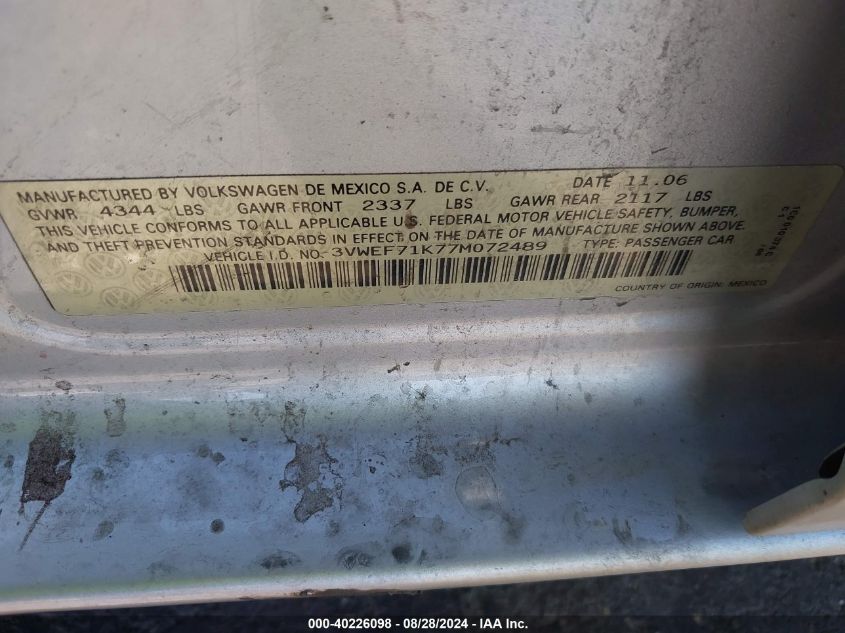 MANUFACTURED BY VOLKSWAGEN DE MEXICO S.A. DE C.V. DATE 11.06
GVWR. 4344 LBS GAWR FRONT 2337 LBS GAWR REAR 2117 LBS
THIS VEHICLE CONFORMS TO ALL APPLICABLE U.S. FEDERAL MOTOR VEHICLE SAFETY, BUMPER,
AND THEFT PREVENTION STANDARDS IN EFFECT ON THE DATE OF MANUFACTURE SHOWN ABOVE.
VEHICLE I.D. NO.: 3VWEF71K77M072489 TYPE: PASSENGER CAR
COUNTRY OF ORIGIN: MEXICO
000-40226098 - 08/28/2024 - IAA Inc.